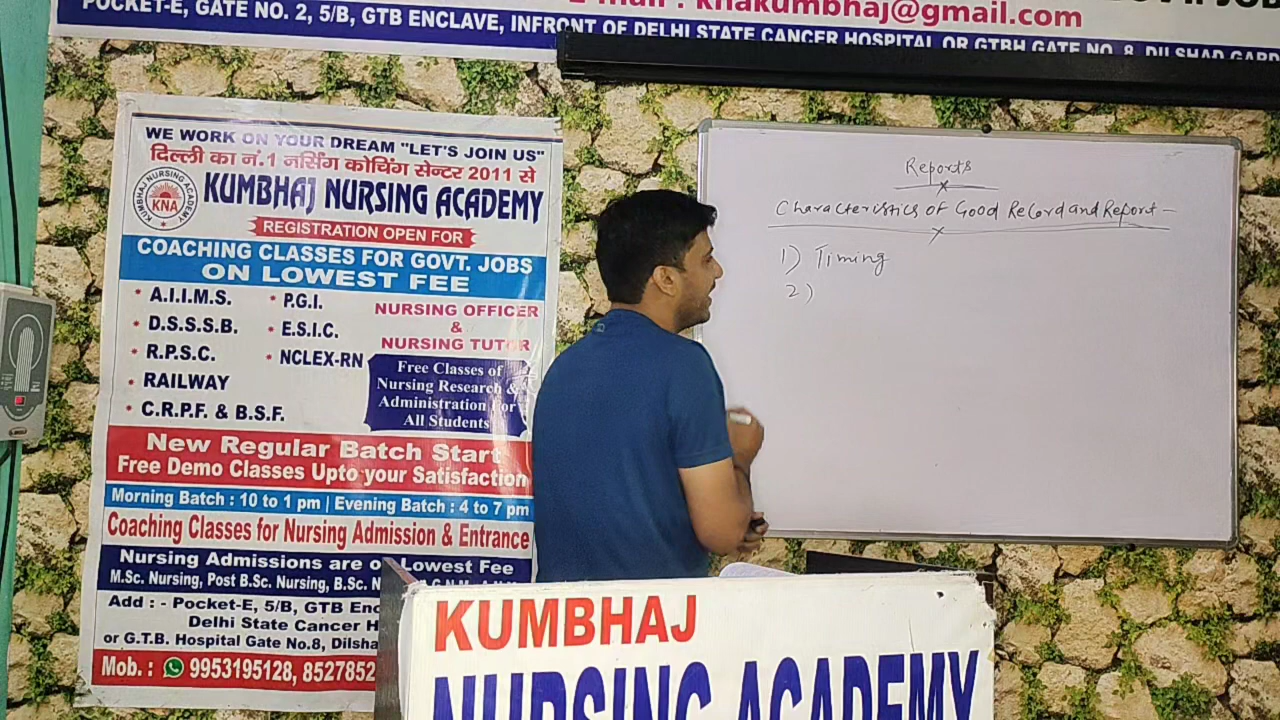 E-mail : knakumbhaj@gmail.com
POCKET-E, GATE NO. 2, 5/B, GTB ENCLAVE, INFRONT OF DELHI STATE CANCER HOSPITAL OR GTBH GATE NO. 8, DILSHAD GARD
WE WORK ON YOUR DREAM "LET'S JOIN US"
दिल्ली का नं.1 नर्सिंग कोचिंग सेन्टर 2011 से
KUMBHAJ NURSING ACADEMY
KNA
KUMBHAJ NURSING ACADEMY
REGISTRATION OPEN FOR
COACHING CLASSES FOR GOVT. JOBS
ON LOWEST FEE
• A.I.I.M.S.
• D.S.S.S.B.
• R.P.S.C.
• RAILWAY
• C.R.P.F. & B.S.F.
• P.G.I.
• E.S.I.C.
• NCLEX-RN
NURSING OFFICER
&
NURSING TUTOR
Free Classes of
Nursing Research &
Administration For
All Students
New Regular Batch Start
Free Demo Classes Upto your Satisfaction
Morning Batch : 10 to 1 pm | Evening Batch : 4 to 7 pm
Coaching Classes for Nursing Admission & Entrance
Nursing Admissions are on Lowest Fee
M.Sc. Nursing, Post B.Sc. Nursing, B.Sc. N
Add : - Pocket-E, 5/B, GTB Enc
Delhi State Cancer H
or G.T.B. Hospital Gate No.8, Dilsha
Mob. : 9953195128, 8527852
Reports
Characteristics of Good Record and Report -
1) Timing
2)
KUMBHAJ
NURSING ACADEMY